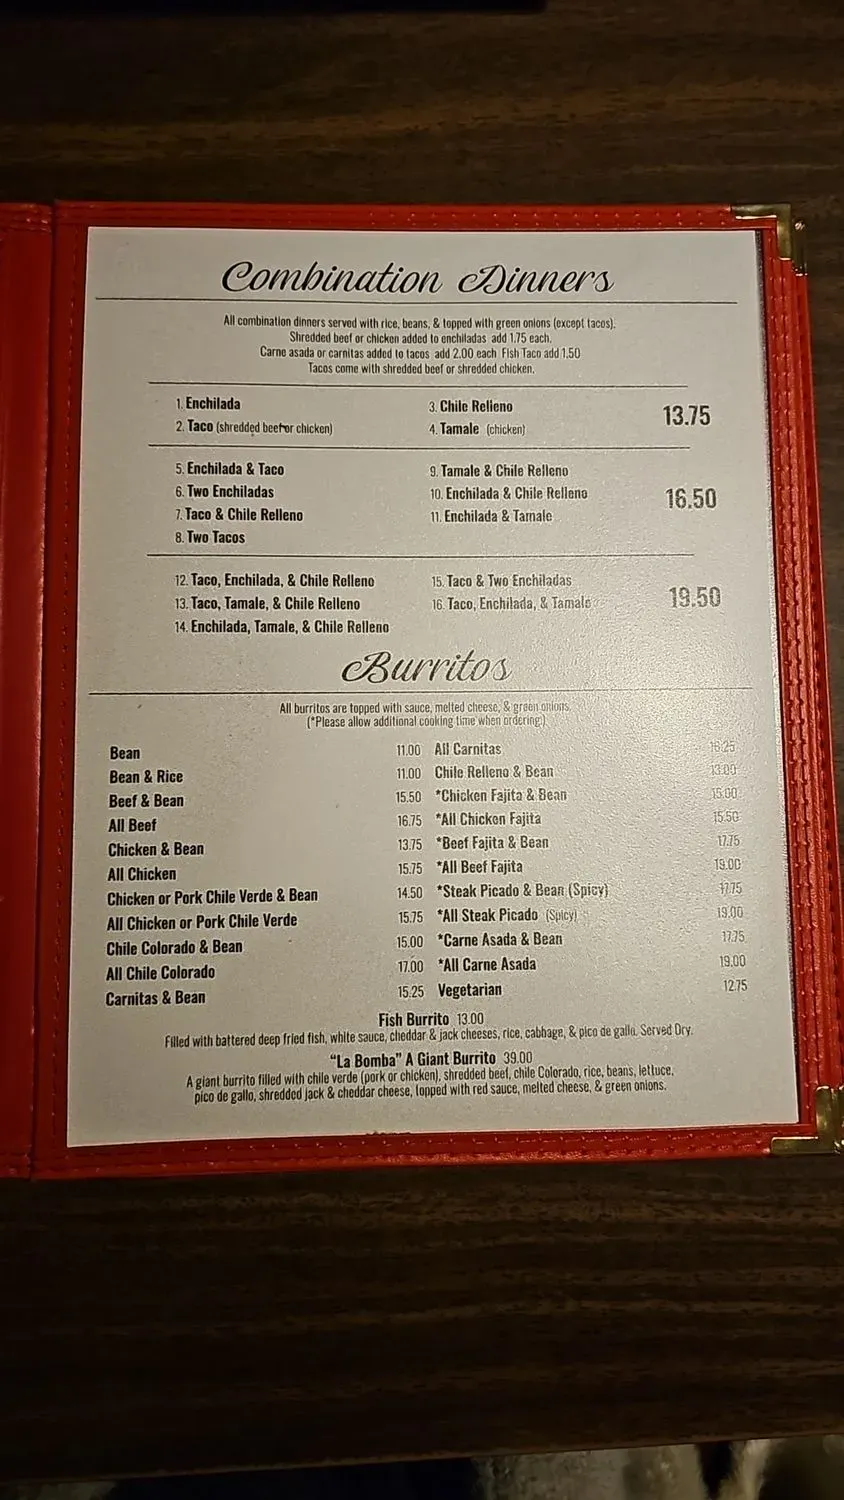 Combination Dinners
All combination dinners served with rice, beans, & topped with green onions (except tacos).
Shredded beef or chicken added to enchiladas add 1.75 each.
Carne asada or carnitas added to tacos add 2.00 each Fish Taco add 1.50
Tacos come with shredded beef or shredded chicken.
1. Enchilada 3. Chile Relleno 13.75
2. Taco (shredded beef or chicken) 4. Tamale (chicken)
5. Enchilada & Taco 9. Tamale & Chile Relleno
6. Two Enchiladas 10. Enchilada & Chile Relleno 16.50
7. Taco & Chile Relleno 11. Enchilada & Tamale
8. Two Tacos
12. Taco, Enchilada, & Chile Relleno 15. Taco & Two Enchiladas
13. Taco, Tamale, & Chile Relleno 16. Taco, Enchilada, & Tamale 19.50
14. Enchilada, Tamale, & Chile Relleno
Burritos
All burritos are topped with sauce, melted cheese, & green onions.
(*Please allow additional cooking time when ordering.)
Bean 11.00 All Carnitas 16.25
Bean & Rice 11.00 Chile Relleno & Bean 13.00
Beef & Bean 15.50 *Chicken Fajita & Bean 15.00
All Beef 16.75 *All Chicken Fajita 15.50
Chicken & Bean 13.75 *Beef Fajita & Bean 17.75
All Chicken 15.75 *All Beef Fajita 19.00
Chicken or Pork Chile Verde & Bean 14.50 *Steak Picado & Bean (Spicy) 17.75
All Chicken or Pork Chile Verde 15.75 *All Steak Picado (Spicy) 19.00
Chile Colorado & Bean 15.00 *Carne Asada & Bean 17.75
All Chile Colorado 17.00 *All Carne Asada 19.00
Carnitas & Bean 15.25 Vegetarian 12.75
Fish Burrito 13.00
Filled with battered deep fried fish, white sauce, cheddar & jack cheeses, rice, cabbage, & pico de gallo. Served Dry.
"La Bomba" A Giant Burrito 39.00
A giant burrito filled with chile verde (pork or chicken), shredded beef, chile Colorado, rice, beans, lettuce,
pico de gallo, shredded jack & cheddar cheese, topped with red sauce, melted cheese, & green onions.